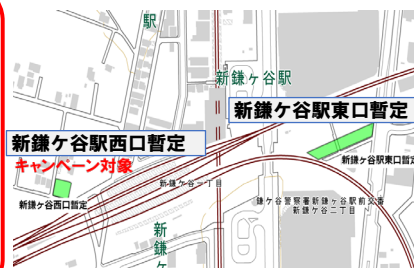 駅
新鎌ヶ谷駅
新鎌ケ谷駅東口暫定
新鎌ケ谷駅西口暫定
キャンペーン対象
新鎌ケ谷駅東口暫定
新鎌ケ谷一丁目
新鎌ケ谷西口暫定
鎌ケ谷警察署新鎌ヶ谷駅前交番
新鎌ケ谷二丁目
新鎌ケ